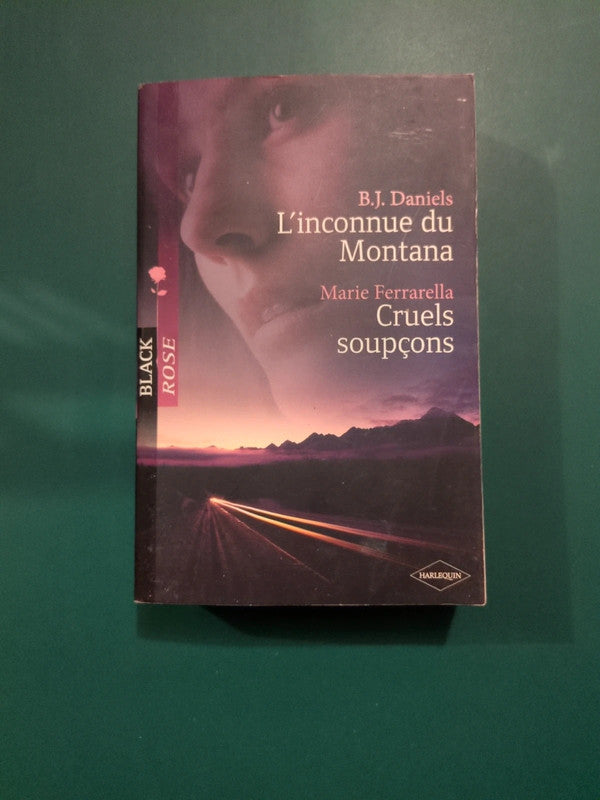 B.J. Daniels
L'inconnue du
Montana
Marie Ferrarella
Cruels
soupçons
BLACK
ROSE
HARLEQUIN